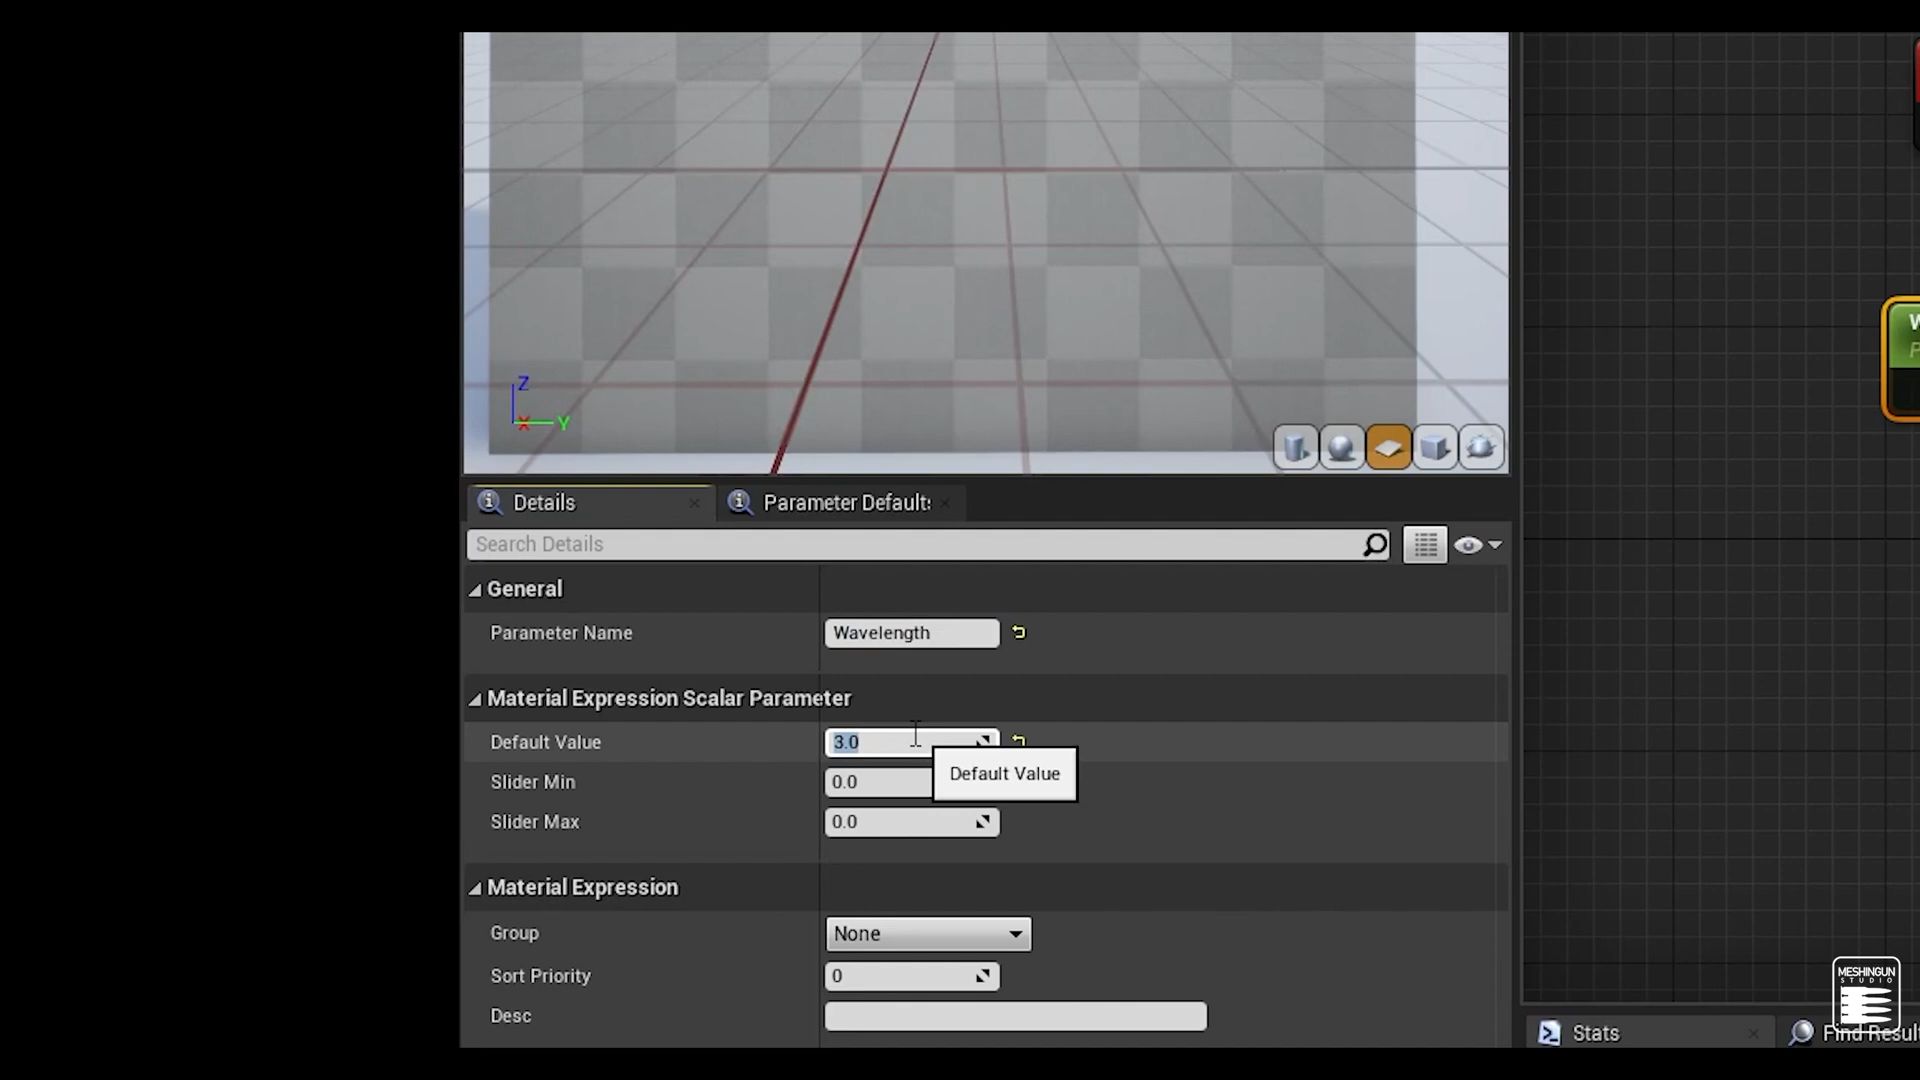 Z
X
Y
Details
Parameter Defaults
Search Details
General
Parameter Name
Wavelength
Material Expression Scalar Parameter
Default Value
3.0
Default Value
Slider Min
0.0
Slider Max
0.0
Material Expression
Group
None
Sort Priority
0
Desc
W
P
MESHINGUN
STUDIO
Stats
Find Resul